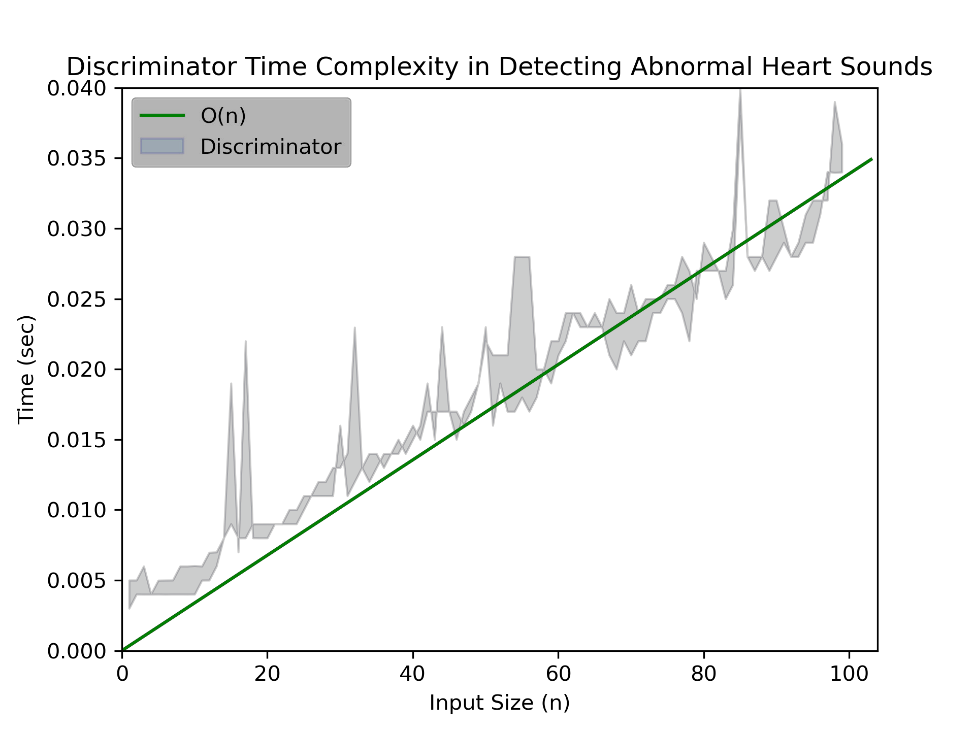 Discriminator Time Complexity in Detecting Abnormal Heart Sounds
O(n)
Discriminator
0.040
0.035
0.030
0.025
0.020
0.015
0.010
0.005
0.000
Time (sec)
0 20 40 60 80 100
Input Size (n)